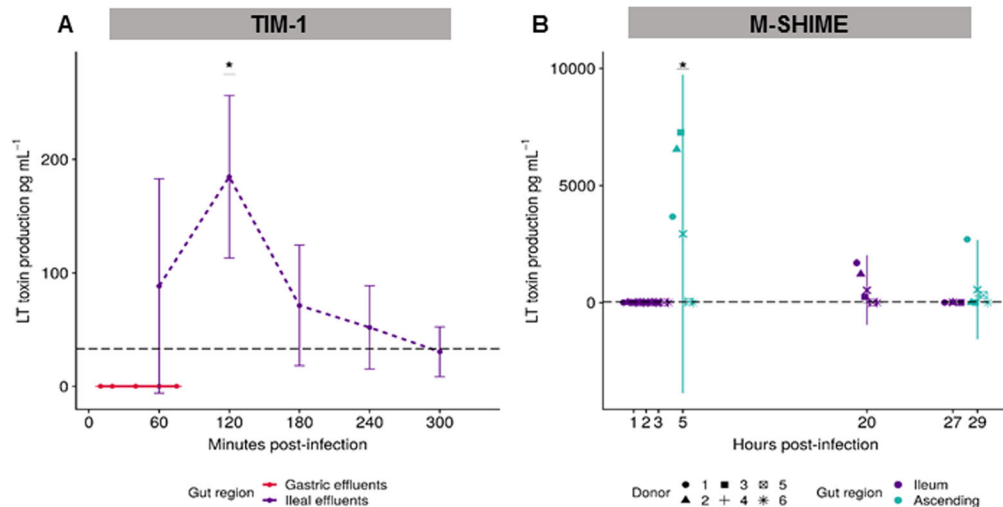 A TIM-1
*
LT toxin production pg mL⁻¹
200
100
0
0 60 120 180 240 300
Minutes post-infection
Gut region
Gastric effluents
Ileal effluents
B M-SHIME
*
LT toxin production pg mL⁻¹
10000
5000
0
1 2 3 5 20 27 29
Hours post-infection
Donor 1 3 5
2 4 6
Gut region Ileum
Ascending